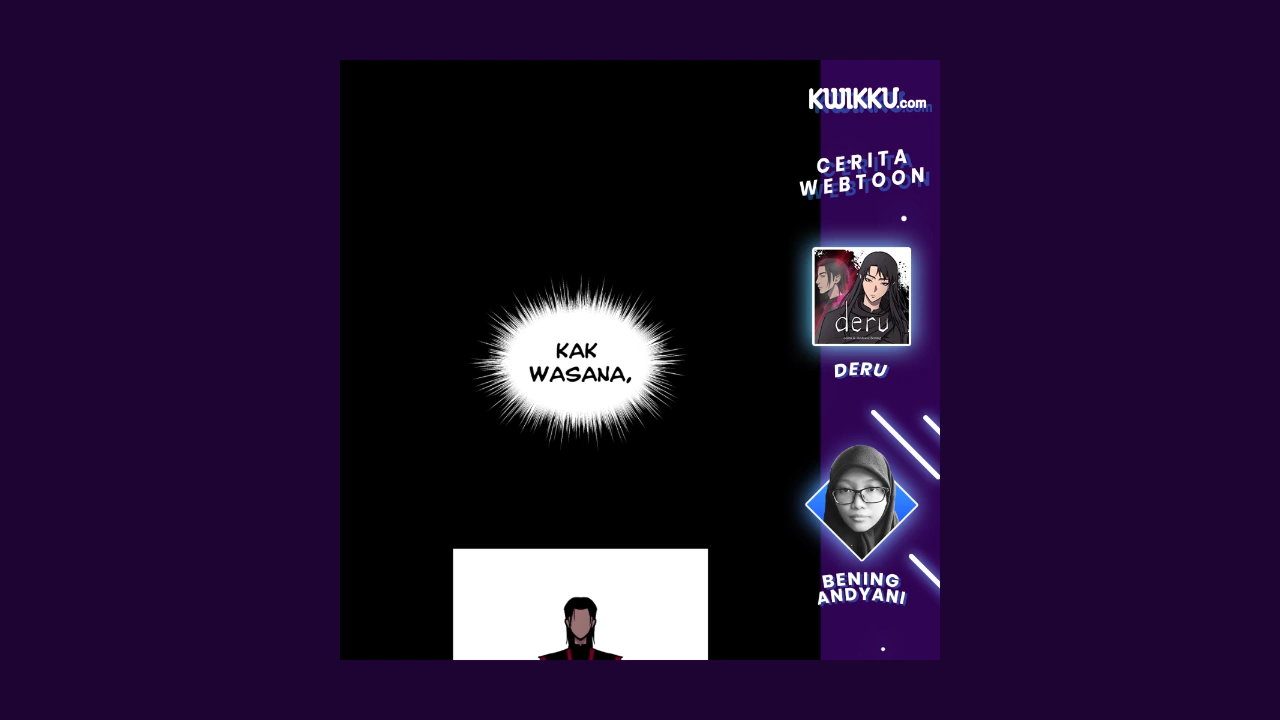 KAK
WASANA,
KWIKKU.com
CERITA
WEBTOON
deru
DERU
BENING
ANDYANI